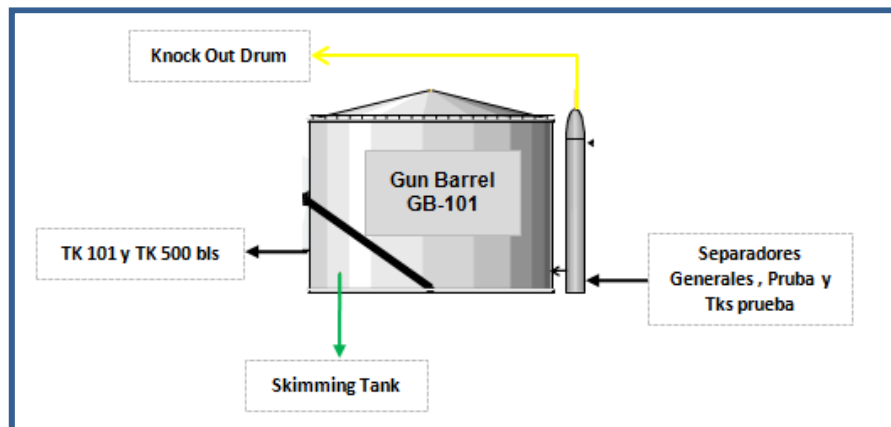 Knock Out Drum
Gun Barrel
GB-101
TK 101 y TK 500 bls
Separadores
Generales , Pruba y
Tks prueba
Skimming Tank